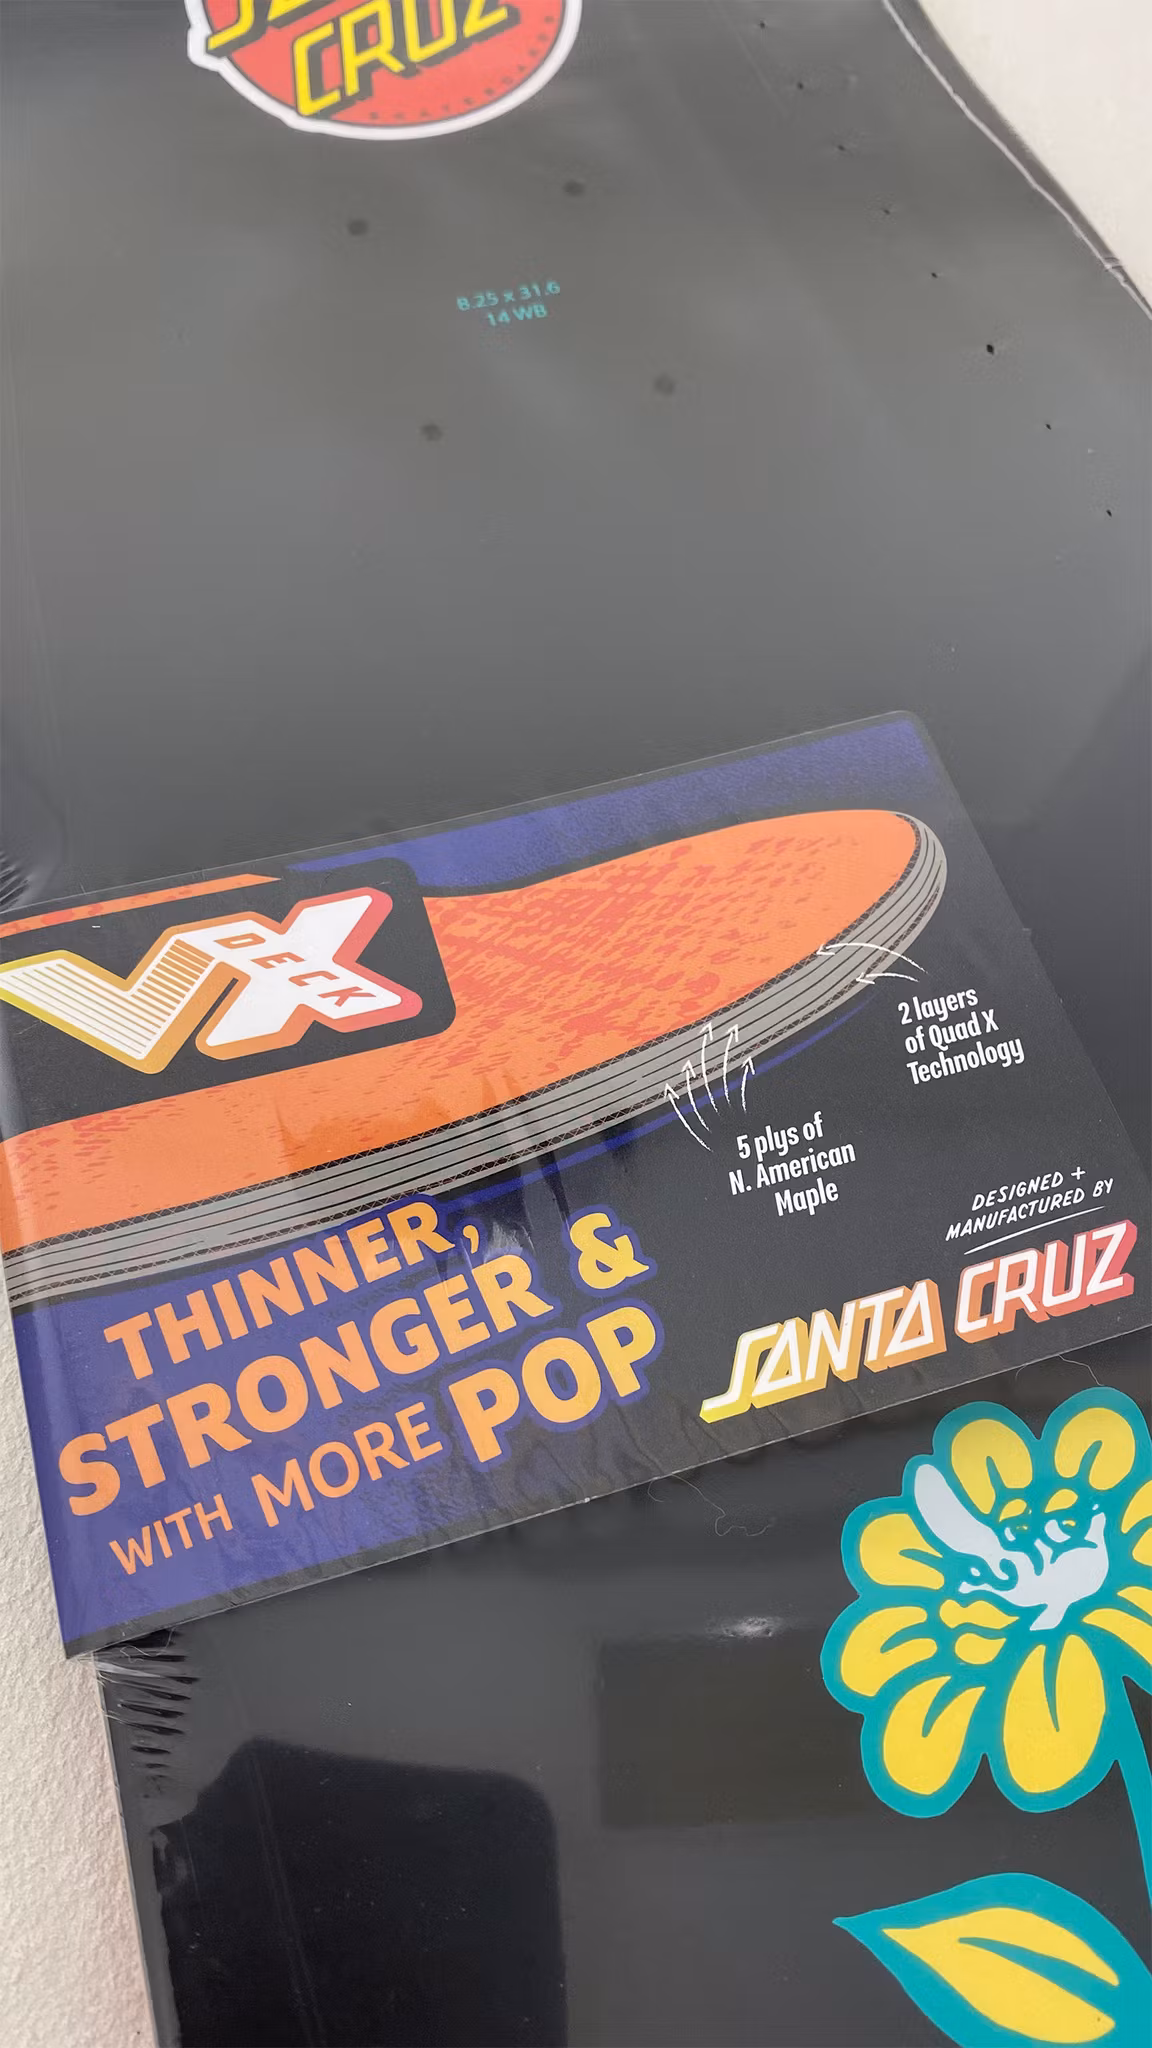 CRUZ
SKATEBOARDS
8.25 x 31.6
14 WB
VX
DECK
2 layers
of Quad X
Technology
5 plys of
N. American
Maple
DESIGNED +
MANUFACTURED BY
SANTA CRUZ
THINNER,
STRONGER &
WITH MORE POP